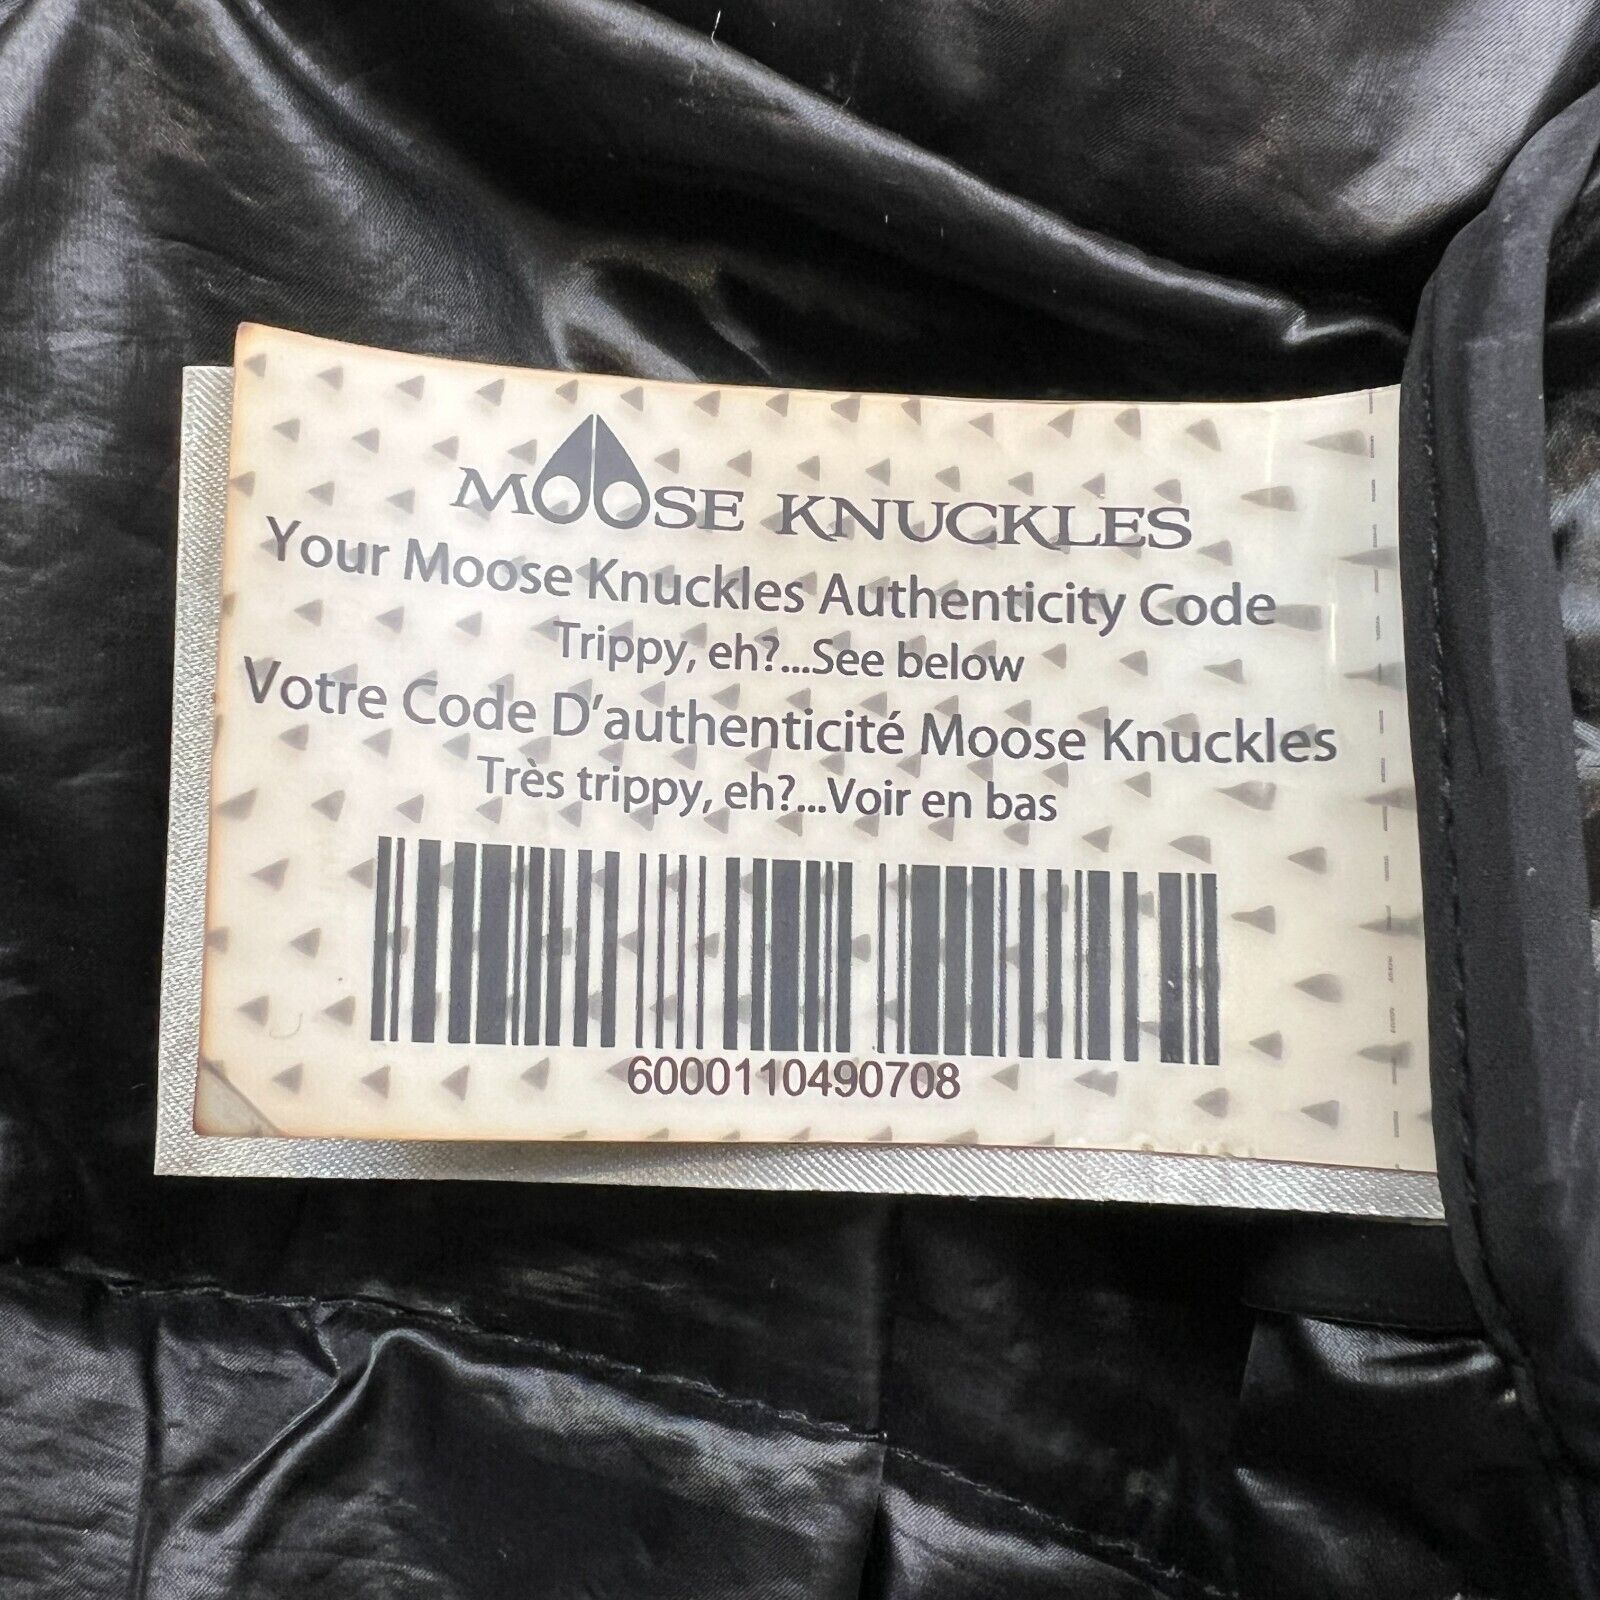 MOOSE KNUCKLES
Your Moose Knuckles Authenticity Code
Trippy, eh?...See below
Votre Code D'authenticité Moose Knuckles
Très trippy, eh?...Voir en bas
6000110490708